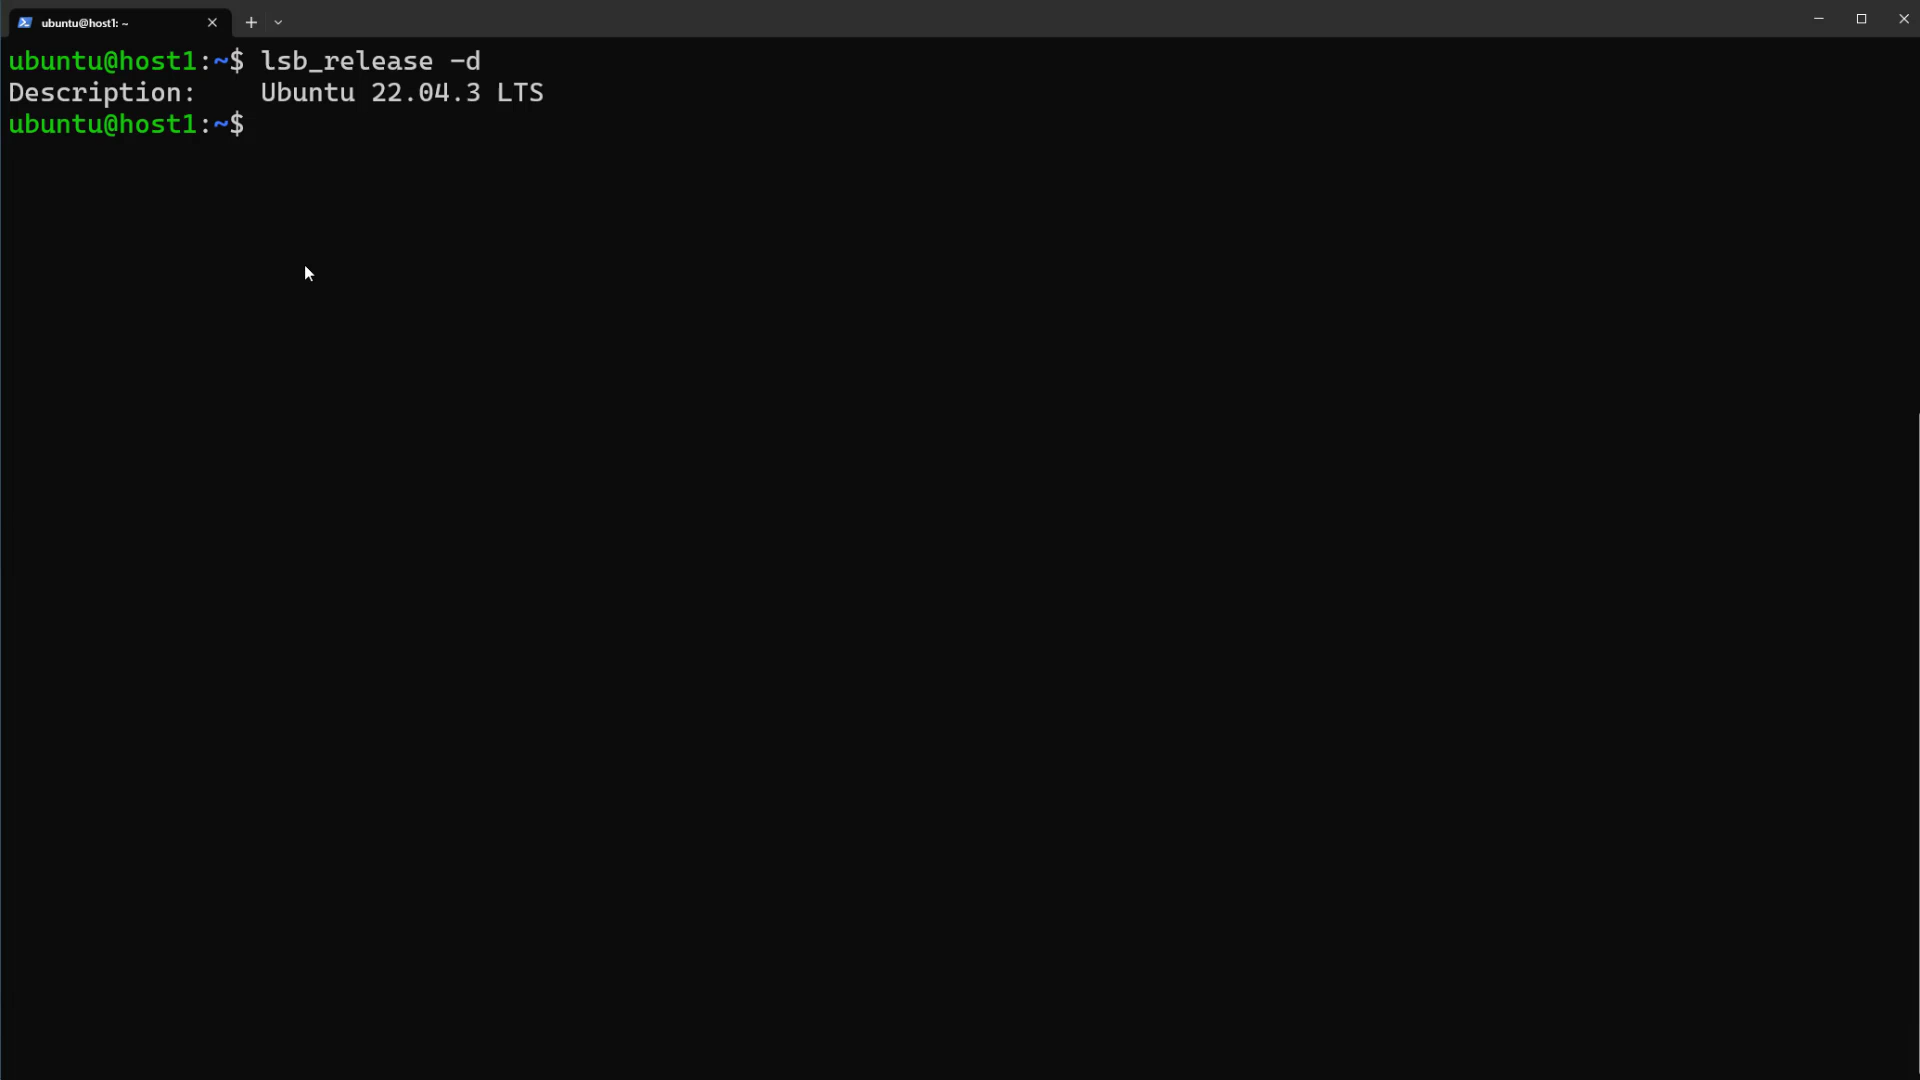 ubuntu@host1: ~
ubuntu@host1:~$ lsb_release -d
Description:    Ubuntu 22.04.3 LTS
ubuntu@host1:~$